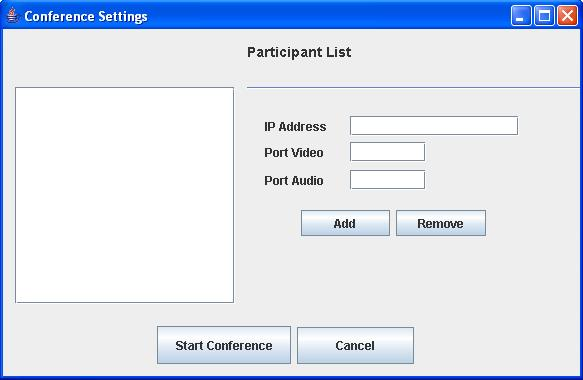 Conference Settings
Participant List
IP Address
Port Video
Port Audio
Add Remove
Start Conference Cancel